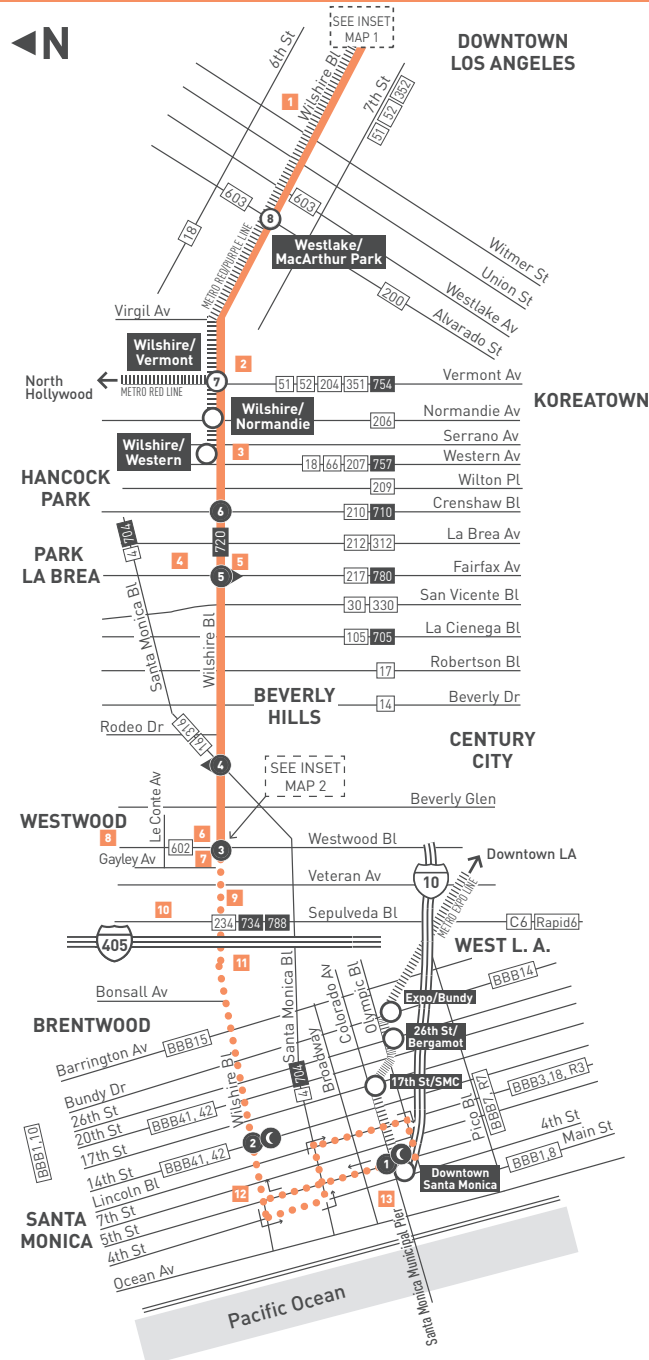 N
SEE INSET
MAP 1
DOWNTOWN
LOS ANGELES
6th St
Wilshire Bl
7th St
51 52 352
1
18
603
603
8
Westlake/
MacArthur Park
METRO RED/PURPLE LINE
200
Witmer St
Union St
Westlake Av
Alvarado St
Virgil Av
Wilshire/
Vermont
2
North
Hollywood
METRO RED LINE
7
51 52 204 351 754
Vermont Av
KOREATOWN
Wilshire/
Normandie
206
Normandie Av
Serrano Av
Wilshire/
Western
3
18 66 207 757
Western Av
HANCOCK
PARK
209
Wilton Pl
6
210 710
Crenshaw Bl
4 704
720
212 312
La Brea Av
PARK
LA BREA
4
5
5
217 780
Fairfax Av
30 330
San Vicente Bl
Santa Monica Bl
Wilshire Bl
105 705
La Cienega Bl
17
Robertson Bl
BEVERLY
HILLS
14
Beverly Dr
Rodeo Dr
16/316
CENTURY
CITY
4
SEE INSET
MAP 2
Le Conte Av
Beverly Glen
WESTWOOD
8
602
6
7
3
Westwood Bl
Gayley Av
Downtown LA
10
METRO EXPO LINE
Veteran Av
9
10
234 734 788
Sepulveda Bl
C6 Rapid6
405
WEST L. A.
11
Santa Monica Bl
Colorado Av
Olympic Bl
Broadway
BBB14
Bonsall Av
Expo/Bundy
BRENTWOOD
26th St/
Bergamot
Barrington Av
BBB15
Wilshire Bl
4 704
17th St/SMC
Pico Bl
BBB7, R7
BBB3,18, R3
Bundy Dr
26th St
20th St
BBB41, 42
17th St
BBB1,10
2
14th St
BBB41, 42
Lincoln Bl
1
4th St
Main St
BBB1,8
Downtown
Santa Monica
12
13
7th St
SANTA
MONICA
5th St
4th St
Ocean Av
Santa Monica Municipal Pier
Pacific Ocean